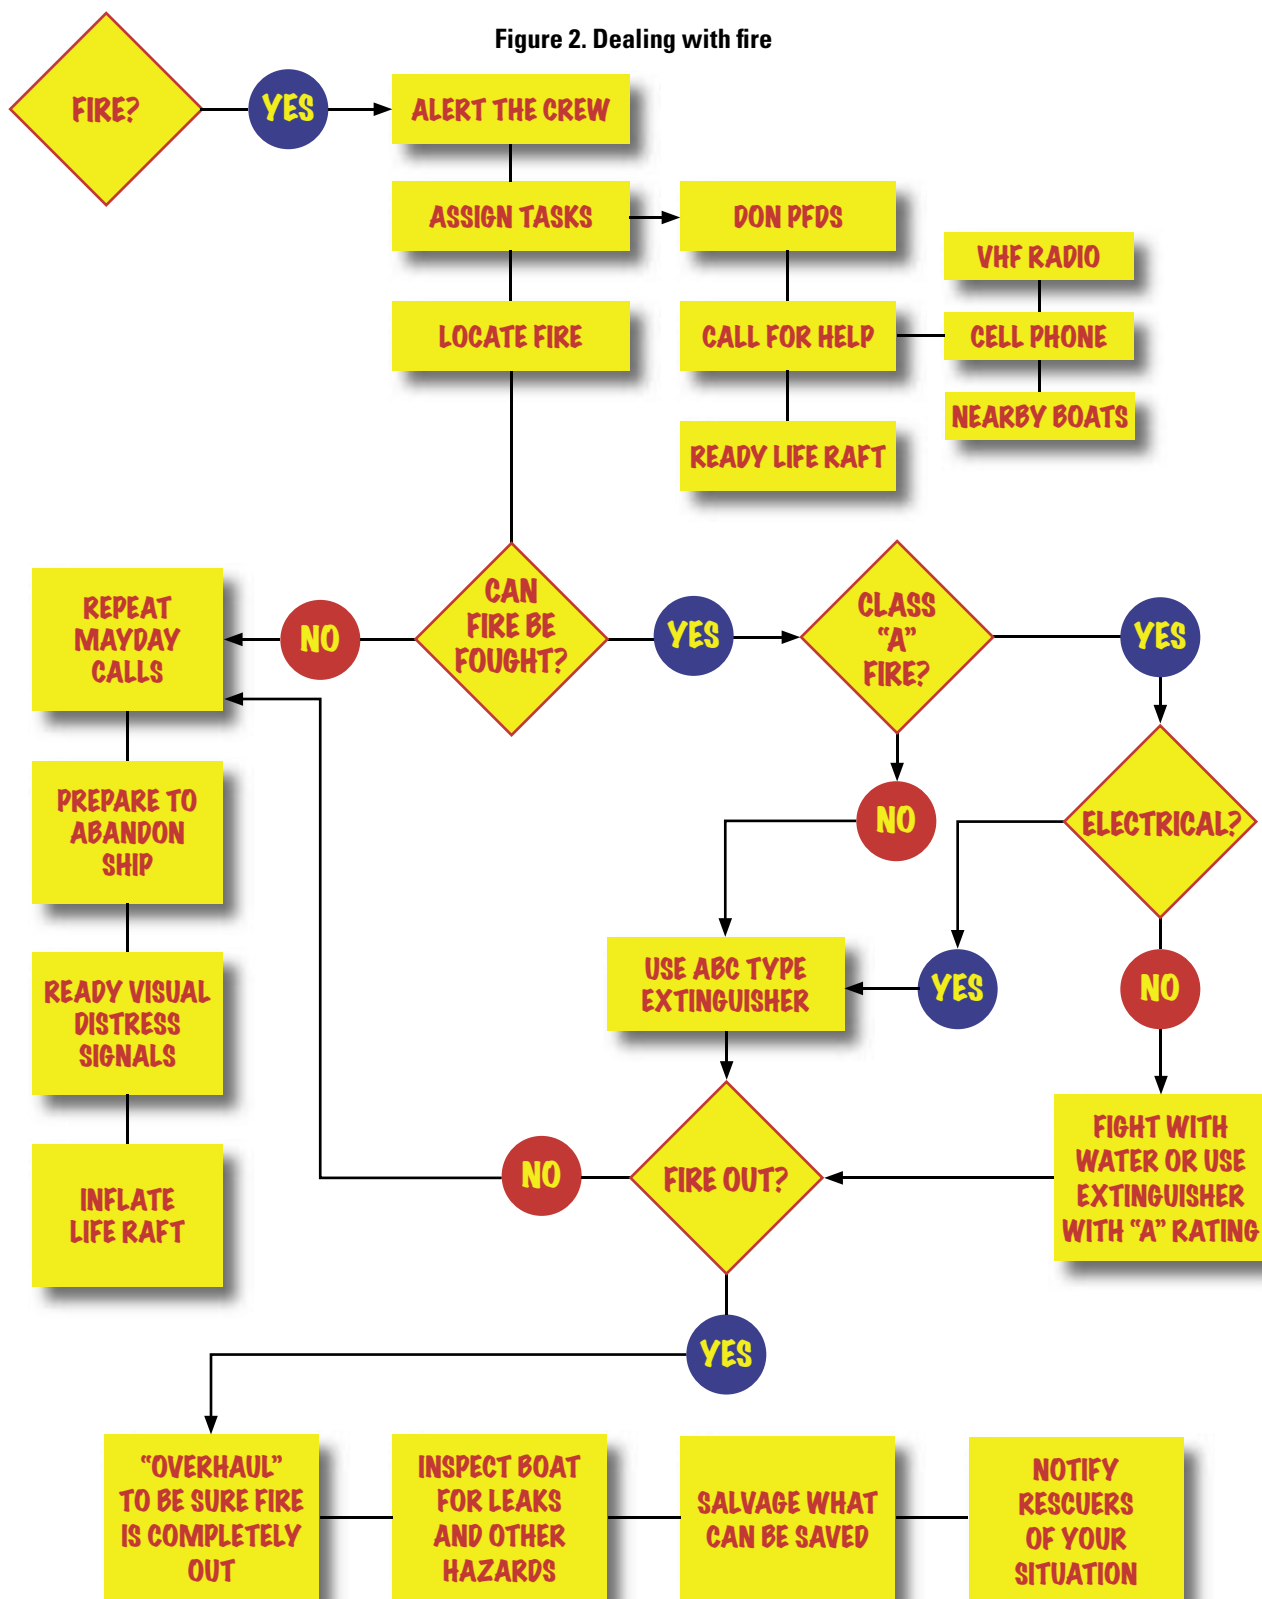 Figure 2. Dealing with fire
FIRE?
YES
ALERT THE CREW
ASSIGN TASKS
DON PFDS
VHF RADIO
LOCATE FIRE
CALL FOR HELP
CELL PHONE
NEARBY BOATS
READY LIFE RAFT
CAN
FIRE BE
FOUGHT?
NO
YES
CLASS
“A”
FIRE?
YES
REPEAT
MAYDAY
CALLS
PREPARE TO
ABANDON
SHIP
NO
ELECTRICAL?
READY VISUAL
DISTRESS
SIGNALS
USE ABC TYPE
EXTINGUISHER
YES
NO
INFLATE
LIFE RAFT
NO
FIRE OUT?
FIGHT WITH
WATER OR USE
EXTINGUISHER
WITH “A” RATING
YES
“OVERHAUL”
TO BE SURE FIRE
IS COMPLETELY
OUT
INSPECT BOAT
FOR LEAKS
AND OTHER
HAZARDS
SALVAGE WHAT
CAN BE SAVED
NOTIFY
RESCUERS
OF YOUR
SITUATION